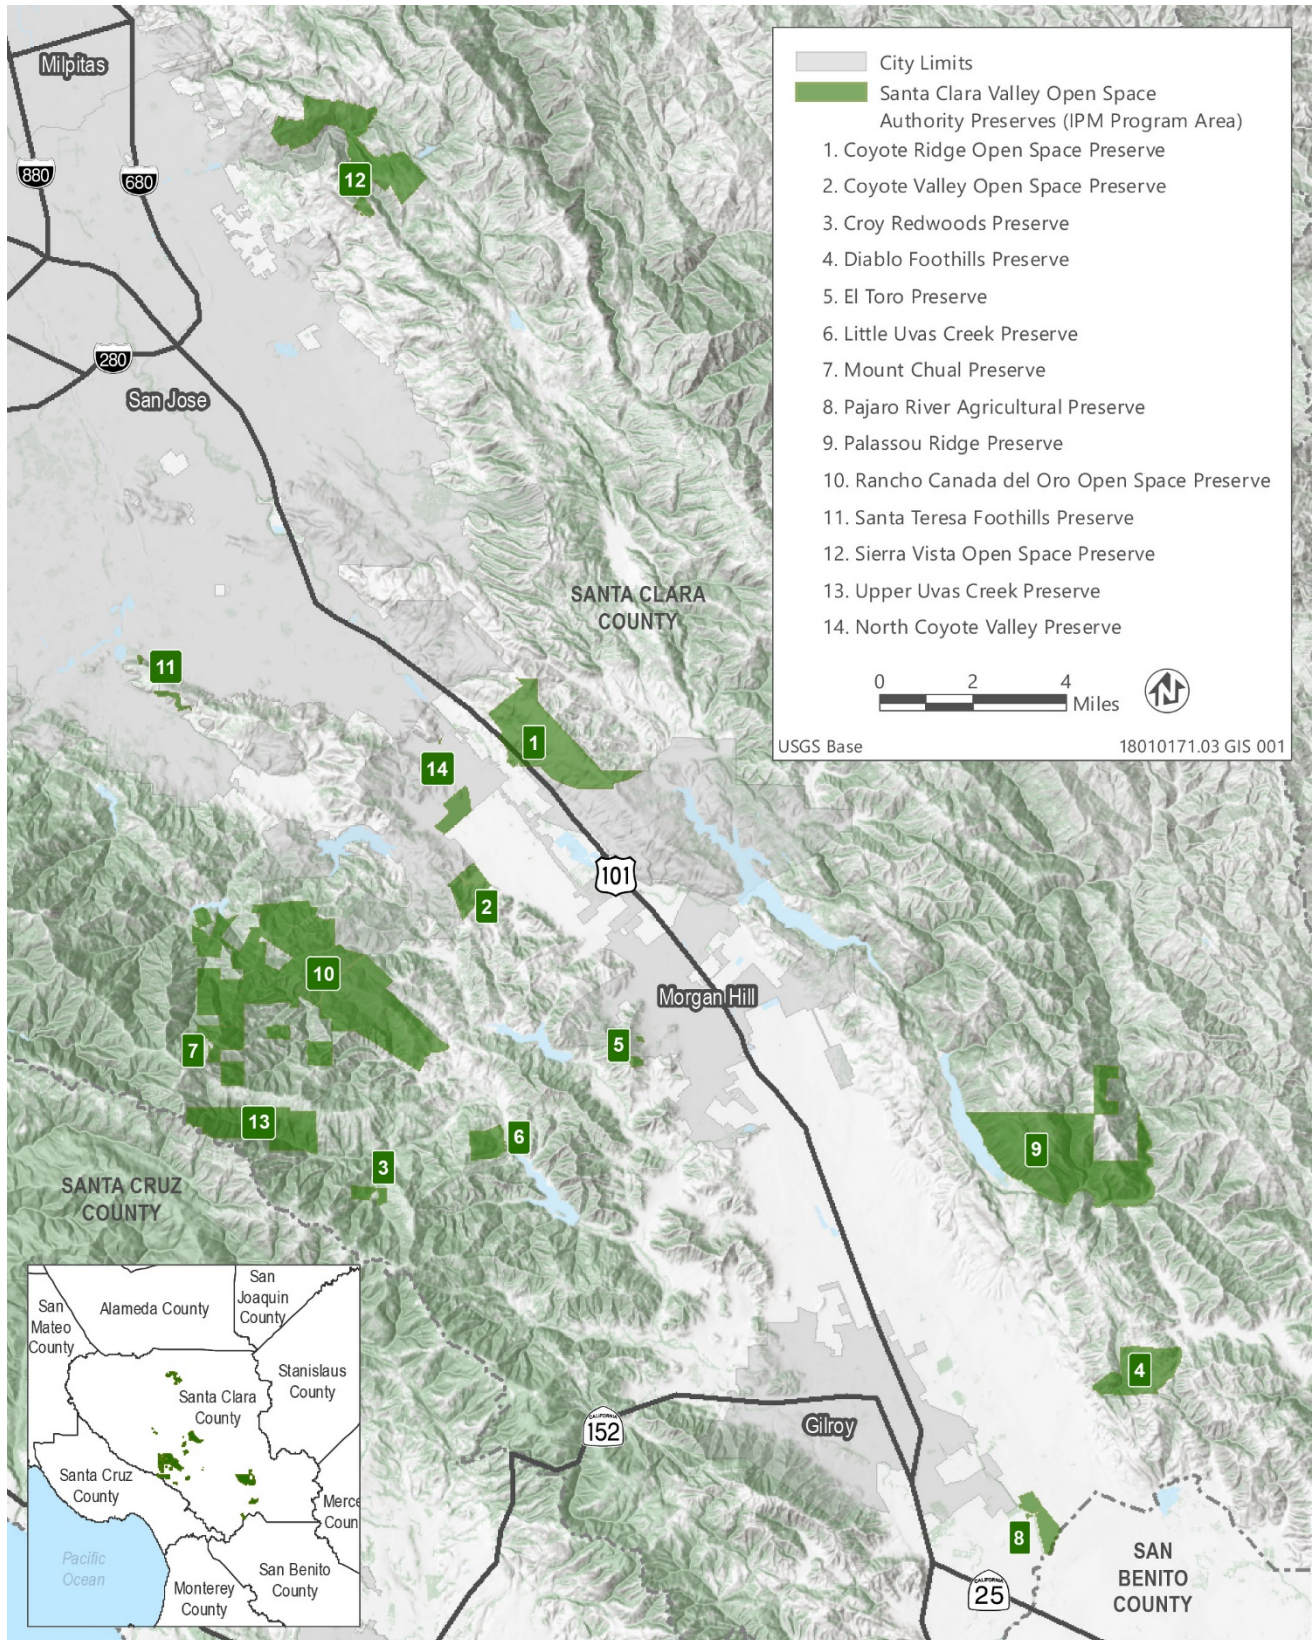 Milpitas
880
680
12
280
San Jose
City Limits
Santa Clara Valley Open Space
Authority Preserves (IPM Program Area)
1. Coyote Ridge Open Space Preserve
2. Coyote Valley Open Space Preserve
3. Croy Redwoods Preserve
4. Diablo Foothills Preserve
5. El Toro Preserve
6. Little Uvas Creek Preserve
7. Mount Chual Preserve
8. Pajaro River Agricultural Preserve
9. Palassou Ridge Preserve
10. Rancho Canada del Oro Open Space Preserve
11. Santa Teresa Foothills Preserve
12. Sierra Vista Open Space Preserve
13. Upper Uvas Creek Preserve
14. North Coyote Valley Preserve
0 2 4
Miles
N
USGS Base 18010171.03 GIS 001
SANTA CLARA
COUNTY
11
1
14
101
2
10
Morgan Hill
5
7
13
6
9
3
SANTA CRUZ
COUNTY
4
CALIFORNIA
152
Gilroy
8
CALIFORNIA
25
SAN
BENITO
COUNTY
San
Mateo
County
Alameda County
San
Joaquin
County
Stanislaus
County
Santa Clara
County
Santa Cruz
County
Merce
Coun
Pacific
Ocean
Monterey
County
San Benito
County